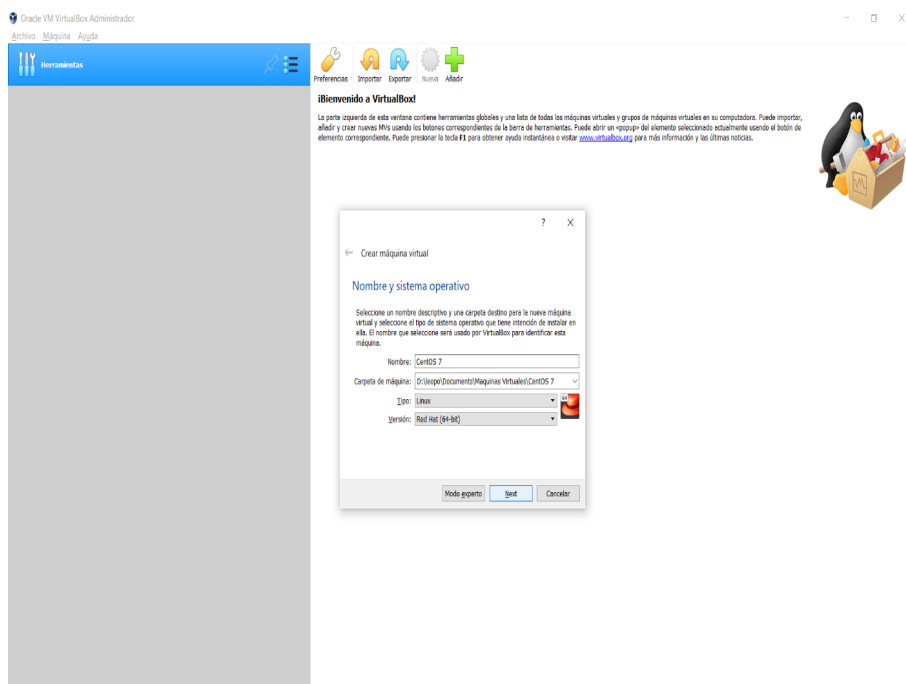 Oracle VM VirtualBox Administrador
Archivo Máquina Ayuda
Herramientas
Preferencias Importar Exportar Nueva Añadir
¡Bienvenido a VirtualBox!
La parte izquierda de esta ventana contiene herramientas globales y una lista de todas las máquinas virtuales y grupos de máquinas virtuales en su computadora. Puede importar,
añadir y crear nuevas MVs usando los botones correspondientes de la barra de herramientas. Puede abrir un «popup» del elemento seleccionado actualmente usando el botón de
elemento correspondiente. Puede presionar la tecla F1 para obtener ayuda instantánea o visitar www.virtualbox.org para más información y las últimas noticias.
? X
Crear máquina virtual
Nombre y sistema operativo
Seleccione un nombre descriptivo y una carpeta destino para la nueva máquina
virtual y seleccione el tipo de sistema operativo que tiene intención de instalar en
ella. El nombre que seleccione será usado por VirtualBox para identificar esta
máquina.
Nombre: CentOS 7
Carpeta de máquina: D:\leopo\Documents\Maquinas Virtuales\CentOS 7
Tipo: Linux
64
Versión: Red Hat (64-bit)
Modo experto Next Cancelar